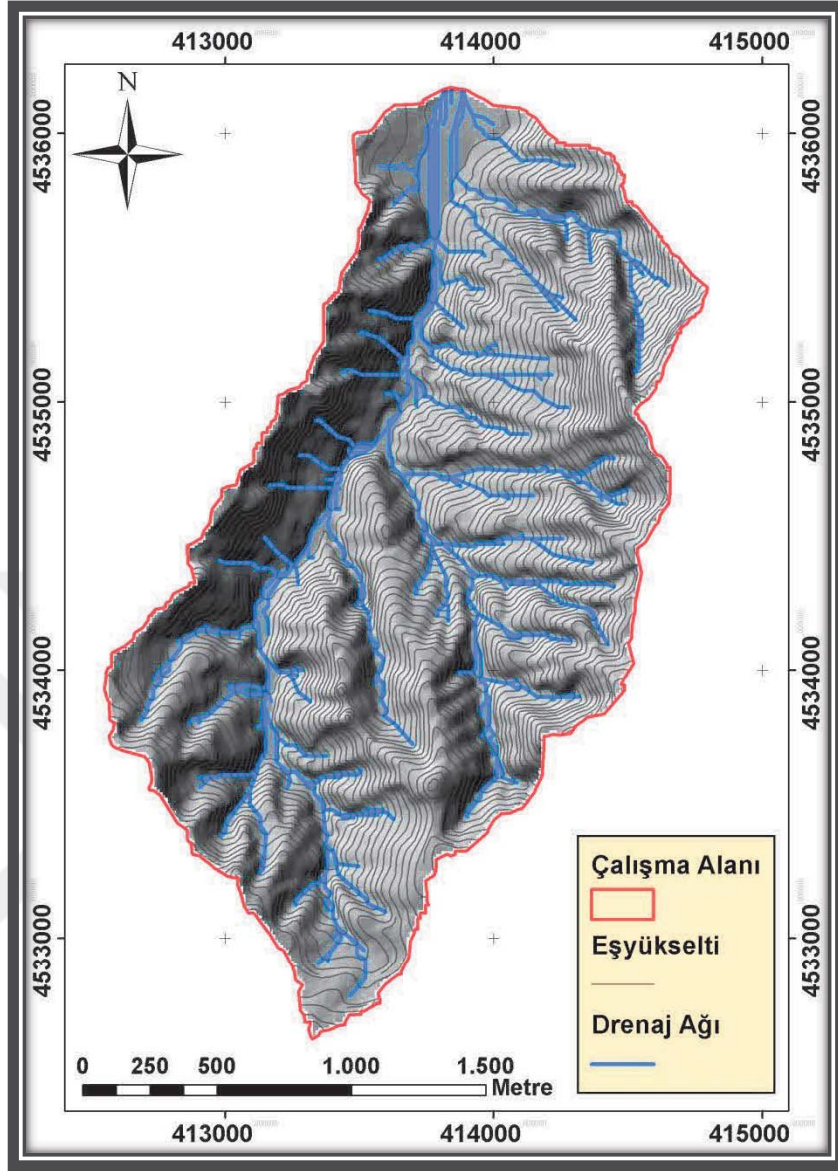 413000 414000 415000
N
4536000 4536000
4535000 4535000
4534000 4534000
4533000 4533000
Çalışma Alanı
Eşyükselti
Drenaj Ağı
0 250 500 1.000 1.500
Metre
413000 414000 415000